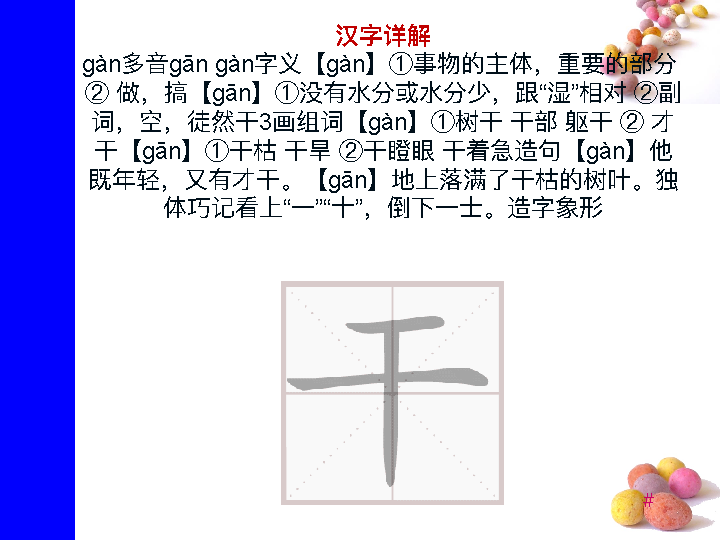 汉字详解
gàn多音gān gàn字义【gàn】①事物的主体，重要的部分
② 做，搞【gān】①没有水分或水分少，跟“湿”相对 ②副
词，空，徒然干3画组词【gàn】①树干 干部 躯干 ② 才
干【gān】①干枯 干旱 ②干瞪眼 干着急造句【gàn】他
既年轻，又有才干。【gān】地上落满了干枯的树叶。独
体巧记看上“一”“十”，倒下一士。造字象形
干
#